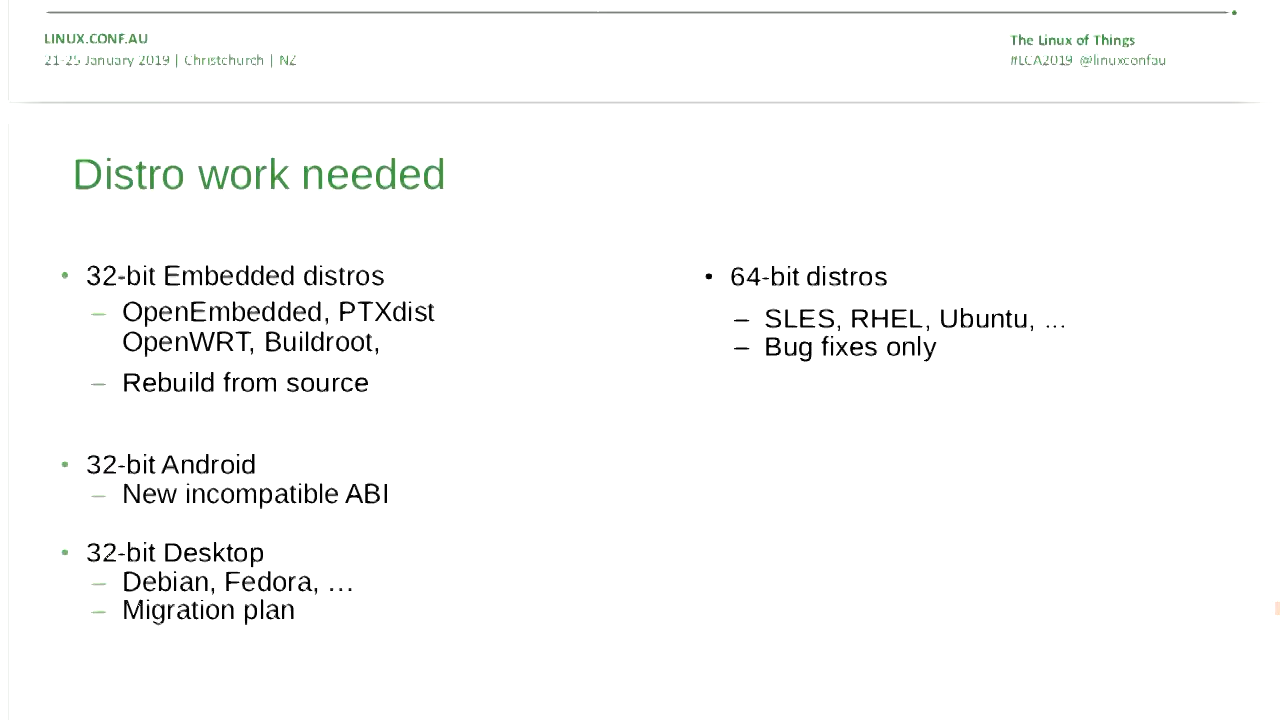 LINUX.CONF.AU
21-25 January 2019 | Christchurch | NZ
The Linux of Things
#LCA2019 @linuxconfau
Distro work needed
• 32-bit Embedded distros
– OpenEmbedded, PTXdist
OpenWRT, Buildroot,
– Rebuild from source
• 32-bit Android
– New incompatible ABI
• 32-bit Desktop
– Debian, Fedora, …
– Migration plan
• 64-bit distros
– SLES, RHEL, Ubuntu, ...
– Bug fixes only